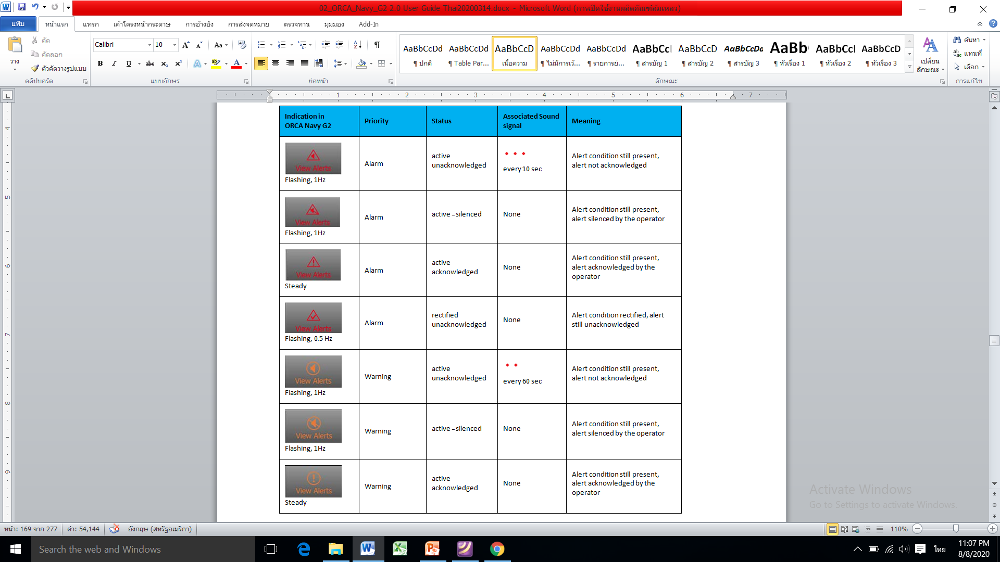 02_ORCA_Navy_G2 2.0 User Guide Thai20200314.docx - Microsoft Word (การเปิดใช้งานผลิตภัณฑ์ล้มเหลว)
แฟ้ม หน้าแรก แทรก เค้าโครงหน้ากระดาษ การอ้างอิง การส่งจดหมาย ตรวจทาน มุมมอง Add-In
วาง
ตัด
คัดลอก
ตัวคัดวางรูปแบบ
คลิปบอร์ด
Calibri 10
แบบอักษร
ย่อหน้า
AaBbCcDd AaBbCcDd AaBbCcD AaBbCcDd AaBbCcDd AaBbCcI AaBbCcD AaBbCcDa AaBb AaBbCcI AaBbCcD
¶ ปกติ ¶ Table Par... เนื้อความ ¶ ไม่มีการเว้... ¶ รายการย่... ¶ สารบัญ 1 ¶ สารบัญ 2 ¶ สารบัญ 3 ¶ หัวเรื่อง 1 ¶ หัวเรื่อง 2 ¶ หัวเรื่อง 3
ลักษณะ
เปลี่ยน
ลักษณะ
ค้นหา
แทนที่
เลือก
การแก้ไข
1 2 3 4 5 6 7
4
5
6
7
8
9
Indication in
ORCA Navy G2
Priority
Status
Associated Sound
signal
Meaning
View Alerts
Flashing, 1Hz
Alarm
active
unacknowledged
every 10 sec
Alert condition still present,
alert not acknowledged
View Alerts
Flashing, 1Hz
Alarm
active – silenced
None
Alert condition still present,
alert silenced by the operator
View Alerts
Steady
Alarm
active
acknowledged
None
Alert condition still present,
alert acknowledged by the
operator
View Alerts
Flashing, 0.5 Hz
Alarm
rectified
unacknowledged
None
Alert condition rectified, alert
still unacknowledged
View Alerts
Flashing, 1Hz
Warning
active
unacknowledged
every 60 sec
Alert condition still present,
alert not acknowledged
View Alerts
Flashing, 1Hz
Warning
active – silenced
None
Alert condition still present,
alert silenced by the operator
View Alerts
Steady
Warning
active
acknowledged
None
Alert condition still present,
alert acknowledged by the
operator
Activate Windows
Go to Settings to activate Windows.
หน้า: 169 จาก 277 คำ: 54,144 อังกฤษ (สหรัฐอเมริกา) 110%
Search the web and Windows
ไทย
11:07 PM
8/8/2020